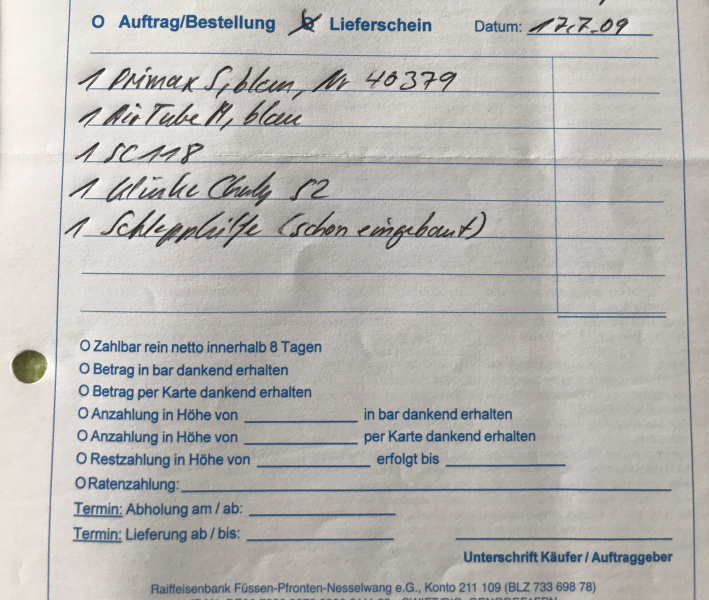 O Auftrag/Bestellung O Lieferschein Datum: 17.7.09
1 Primax S, blau, Nr 40379
1 AirTube M, blau
1 SC118
1 Charly S2
1 Schlepphilfe (schon eingebaut)
O Zahlbar rein netto innerhalb 8 Tagen
O Betrag in bar dankend erhalten
O Betrag per Karte dankend erhalten
O Anzahlung in Höhe von in bar dankend erhalten
O Anzahlung in Höhe von per Karte dankend erhalten
O Restzahlung in Höhe von erfolgt bis
O Ratenzahlung:
Termin: Abholung am / ab:
Termin: Lieferung ab / bis:
Unterschrift Käufer / Auftraggeber
Raiffeisenbank Füssen-Pfronten-Nesselwang e.G., Konto 211 109 (BLZ 733 698 78)